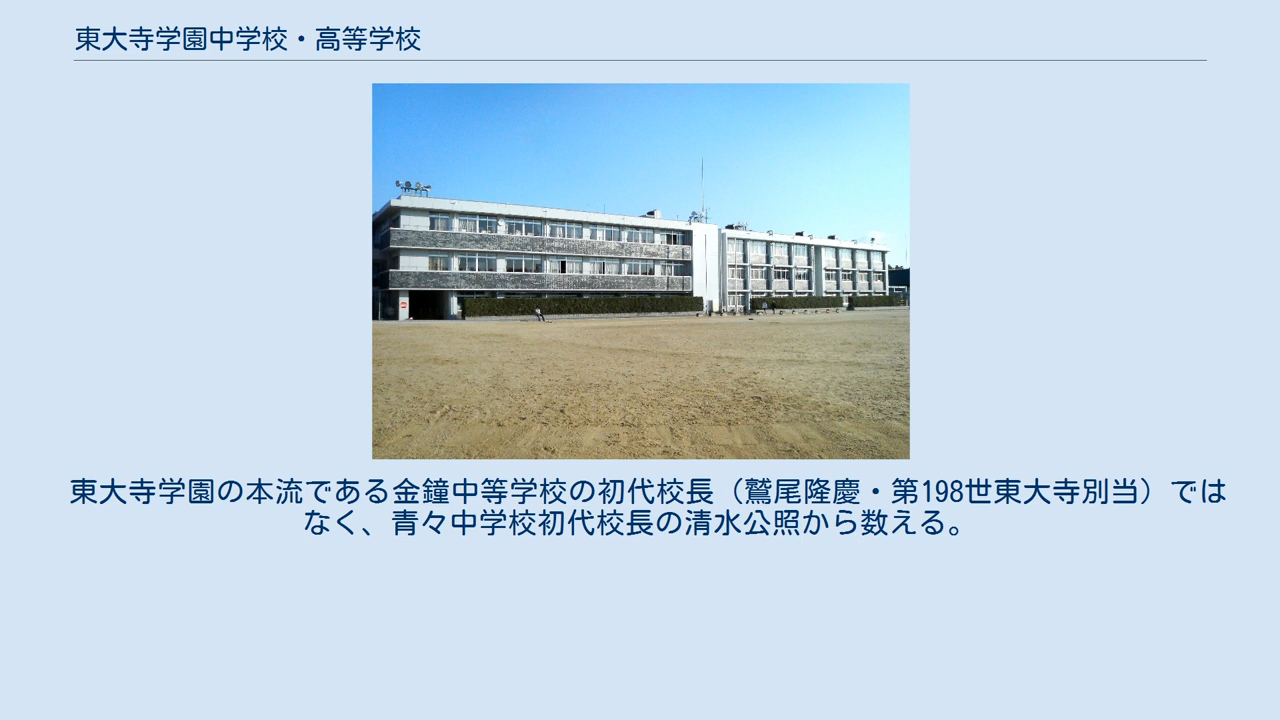 東大寺学園中学校・高等学校
東大寺学園の本流である金鐘中等学校の初代校長（鷲尾隆慶・第198世東大寺別当）では
なく、青々中学校初代校長の清水公照から数える。